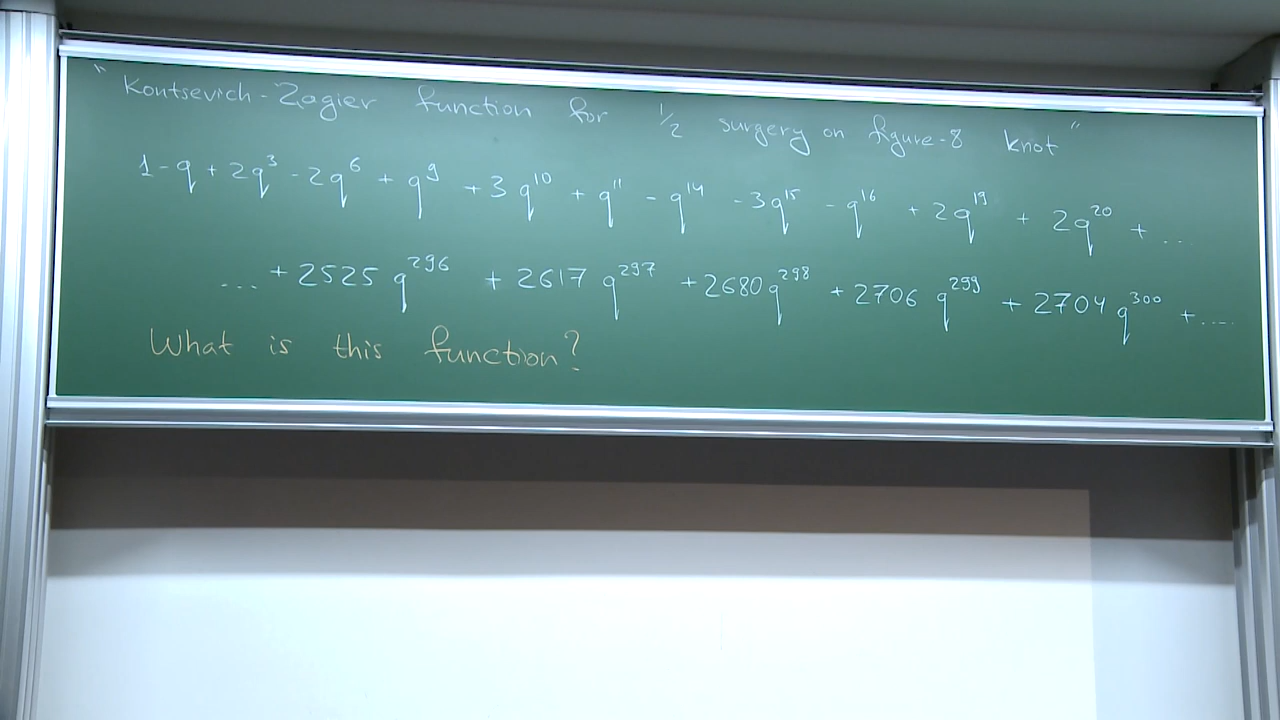 "Kontsevich-Zagier function for 1/2 surgery on figure-8 knot"
1 - q + 2q^3 - 2q^6 + q^9 + 3q^10 + q^11 - q^14 - 3q^15 - q^16 + 2q^19 + 2q^20 + ...
... + 2525 q^296 + 2617 q^297 + 2680 q^298 + 2706 q^299 + 2704 q^300 + ....
What is this function?